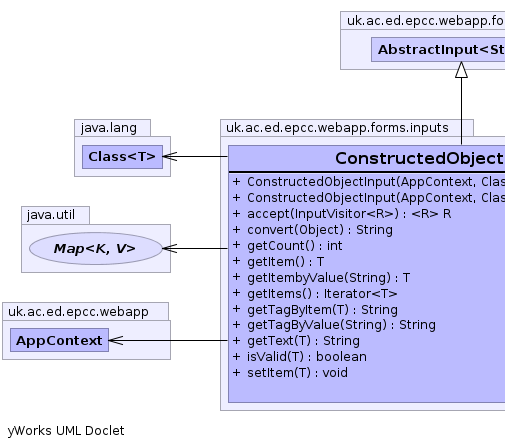 uk.ac.ed.epcc.webapp.fo
AbstractInput<St
java.lang
Class<T>
uk.ac.ed.epcc.webapp.forms.inputs
ConstructedObject
+ ConstructedObjectInput(AppContext, Clas
+ ConstructedObjectInput(AppContext, Clas
+ accept(InputVisitor<R>) : <R> R
+ convert(Object) : String
+ getCount() : int
+ getItem() : T
+ getItembyValue(String) : T
+ getItems() : Iterator<T>
+ getTagByItem(T) : String
+ getTagByValue(String) : String
+ getText(T) : String
+ isValid(T) : boolean
+ setItem(T) : void
java.util
Map<K, V>
uk.ac.ed.epcc.webapp
AppContext
yWorks UML Doclet